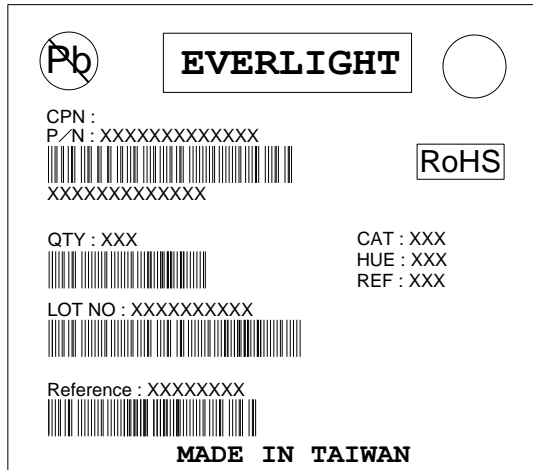 Pb
EVERLIGHT
CPN :
P/N : XXXXXXXXXXXXX
RoHS
XXXXXXXXXXXXX
QTY : XXX
CAT : XXX
HUE : XXX
REF : XXX
LOT NO : XXXXXXXXXX
Reference : XXXXXXXX
MADE IN TAIWAN